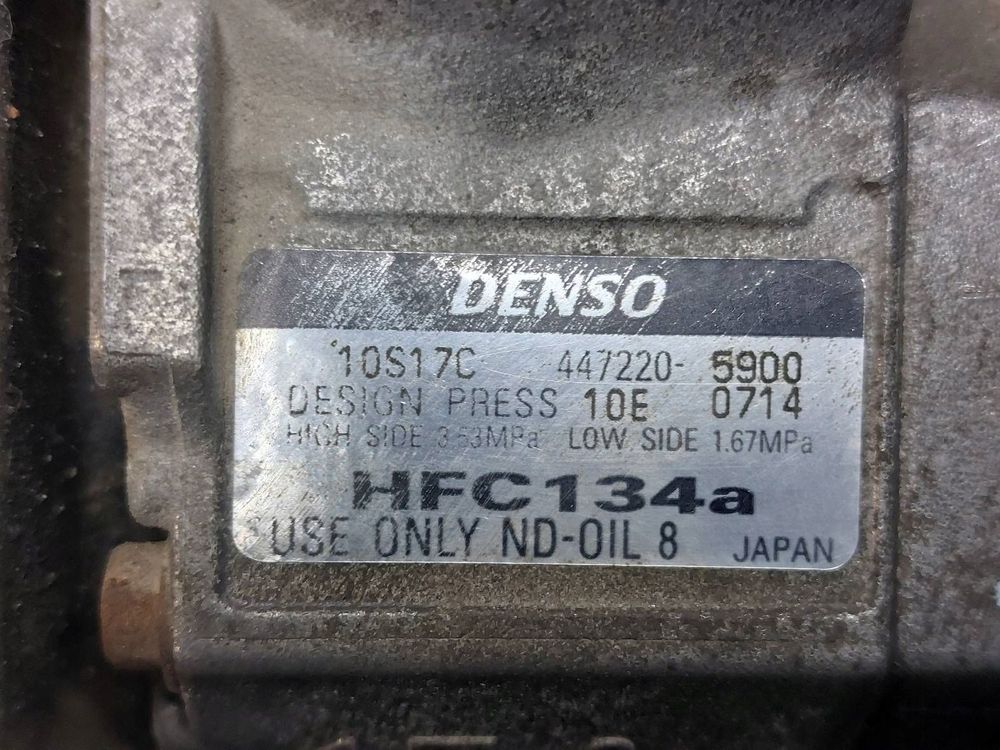 DENSO
10S17C 447220- 5900
DESIGN PRESS 10E 0714
HIGH SIDE 3.53MPa LOW SIDE 1.67MPa
HFC134a
USE ONLY ND-OIL 8 JAPAN